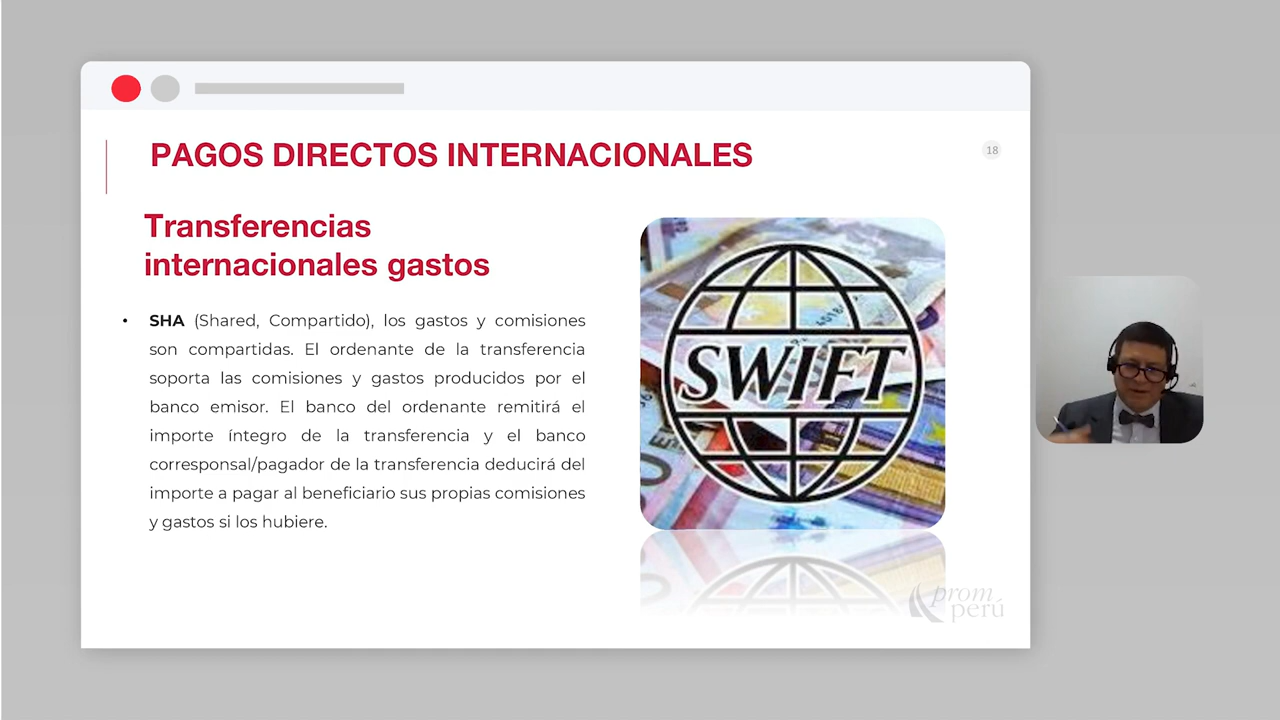 PAGOS DIRECTOS INTERNACIONALES
18
Transferencias
internacionales gastos
• SHA (Shared, Compartido), los gastos y comisiones
son compartidas. El ordenante de la transferencia
soporta las comisiones y gastos producidos por el
banco emisor. El banco del ordenante remitirá el
importe íntegro de la transferencia y el banco
corresponsal/pagador de la transferencia deducirá del
importe a pagar al beneficiario sus propias comisiones
y gastos si los hubiere.
SWIFT
prom
perú